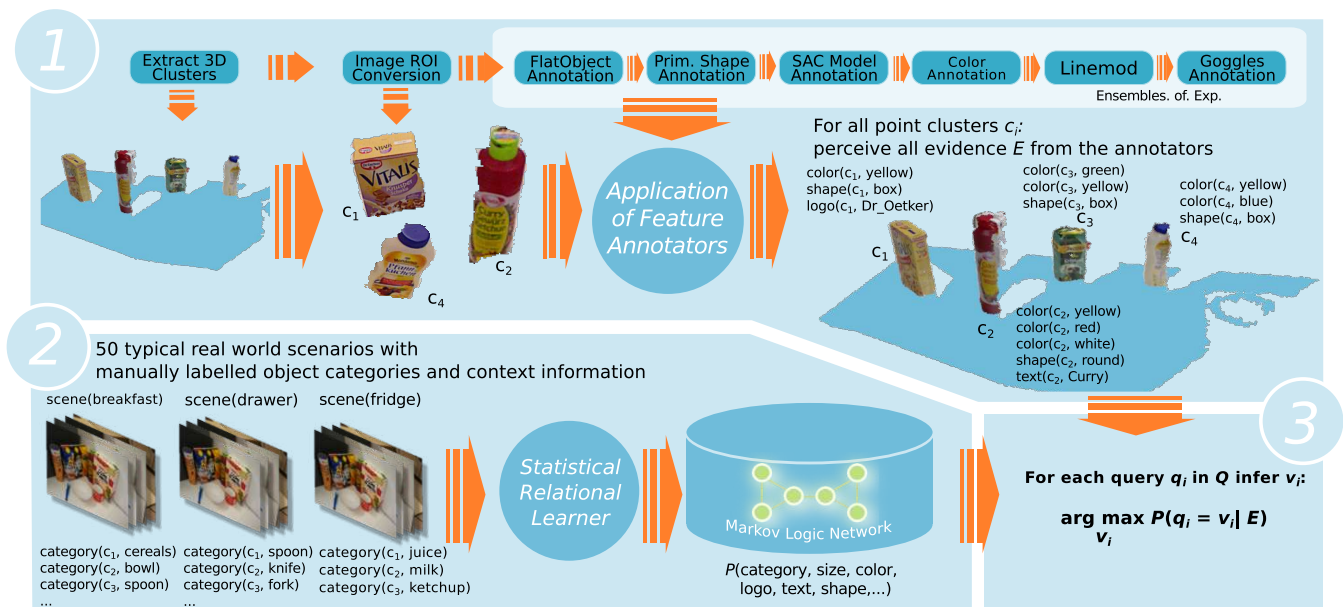 1
Extract 3D
Clusters
Image ROI
Conversion
FlatObject
Annotation
Prim. Shape
Annotation
SAC Model
Annotation
Color
Annotation
Linemod
Goggles
Annotation
Ensembles. of. Exp.
VITALIS
Curry
c₁
c₄
c₂
Application
of Feature
Annotators
For all point clusters cᵢ:
perceive all evidence E from the annotators
color(c₁, yellow)
shape(c₁, box)
logo(c₁, Dr_Oetker)
color(c₃, green)
color(c₃, yellow)
shape(c₃, box)
color(c₄, yellow)
color(c₄, blue)
shape(c₄, box)
c₁
c₃
c₄
c₂
color(c₂, yellow)
color(c₂, red)
color(c₂, white)
shape(c₂, round)
text(c₂, Curry)
2
50 typical real world scenarios with
manually labelled object categories and context information
scene(breakfast)
scene(drawer)
scene(fridge)
category(c₁, cereals)
category(c₂, bowl)
category(c₃, spoon)
...
category(c₁, spoon)
category(c₂, knife)
category(c₃, fork)
...
category(c₁, juice)
category(c₂, milk)
category(c₃, ketchup)
Statistical
Relational
Learner
Markov Logic Network
P(category, size, color,
logo, text, shape,...)
3
For each query qᵢ in Q infer vᵢ:
arg max P(qᵢ = vᵢ| E)
vᵢ